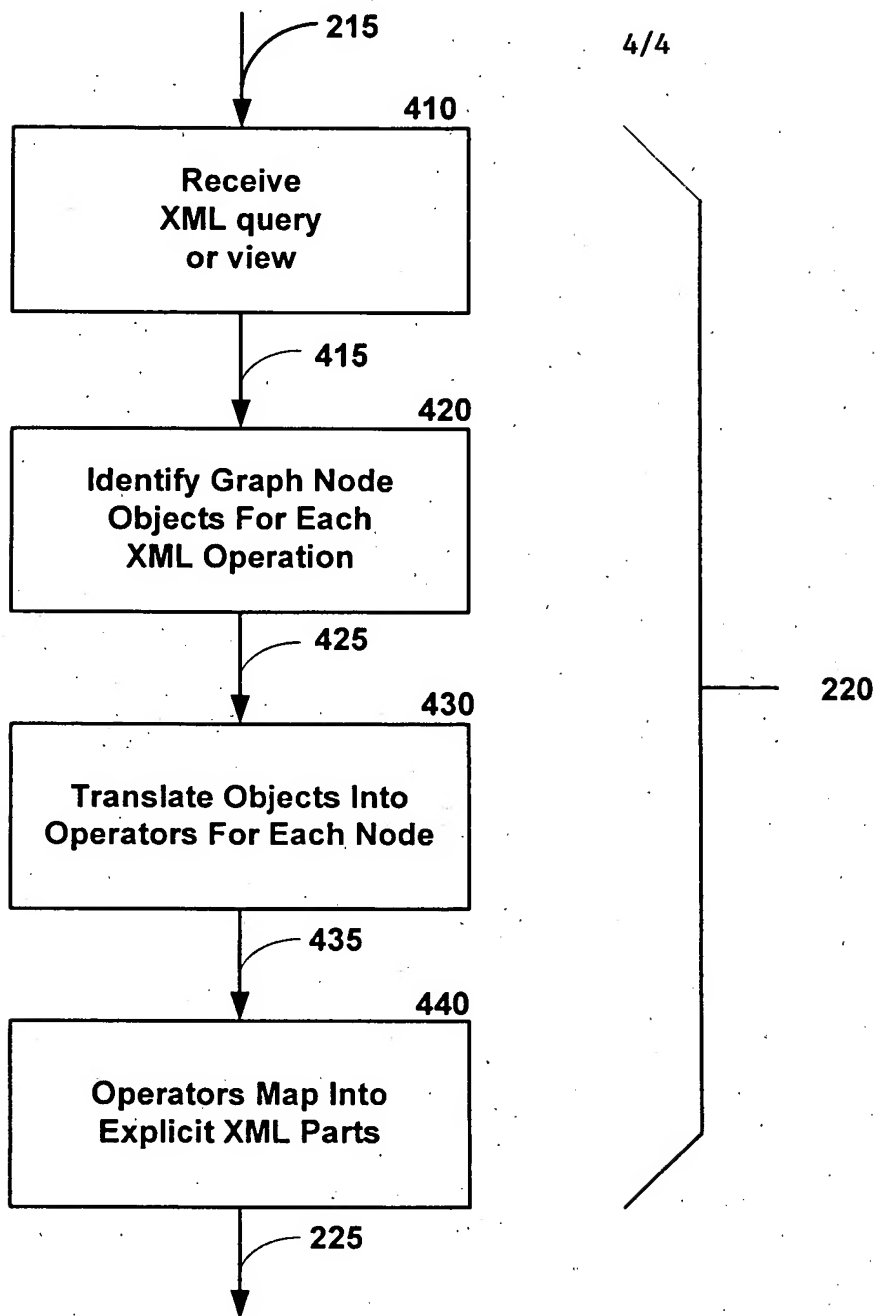 215
4/4
410
Receive
XML query
or view
415
420
Identify Graph Node
Objects For Each
XML Operation
425
430
Translate Objects Into
Operators For Each Node
220
435
440
Operators Map Into
Explicit XML Parts
225